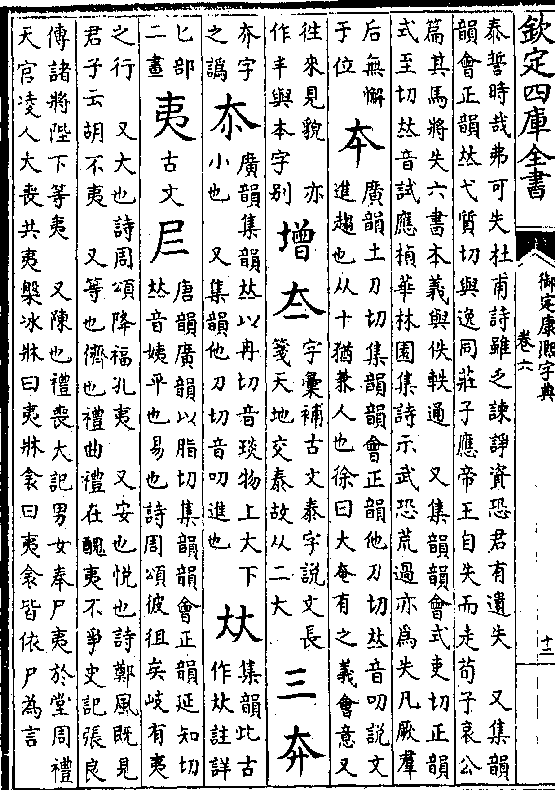 欽定四庫全書
御定康熙字典
卷六
泰誓時哉弗可失杜甫詩雖乏諫諍資恐君有遺失 又集韻
韻會正韻𠀤弋質切與逸同莊子應帝王自失而走荀子哀公
篇其馬將失六書本義與佚軼通 又集韻韻會式吏切正韻
式至切𠀤音試應楨華林園集詩示武恐荒過亦為失凡厥羣
后無懈
于位
夲
廣韻土刀切集韻韻會正韻他刀切𠀤音叨說文
進趨也从十猶兼人也徐曰大奄有之義會意又
往來見貌 亦
作半與本字別
增 夳
字彙補古文泰字說文長
箋天地交泰故从二大
三 夰
夰字
之譌
夵
廣韻集韻𠀤以冉切音琰物上大下
小也 又集韻他刀切音叨進也
夶
集韻比古
作夶註詳
匕部
二畫
夷
古文
𡰥
唐韻廣韻以脂切集韻韻會正韻延知切
𠀤音姨平也易也詩周頌彼徂矣岐有夷
之行 又大也詩周頌降福孔夷 又安也悅也詩鄭風既見
君子云胡不夷 又等也儕也禮曲禮在醜夷不爭史記張良
傳諸將陛下等夷 又陳也禮喪大記男女奉尸夷於堂周禮
天官凌人大喪共夷槃冰牀曰夷牀衾曰夷衾皆依尸為言